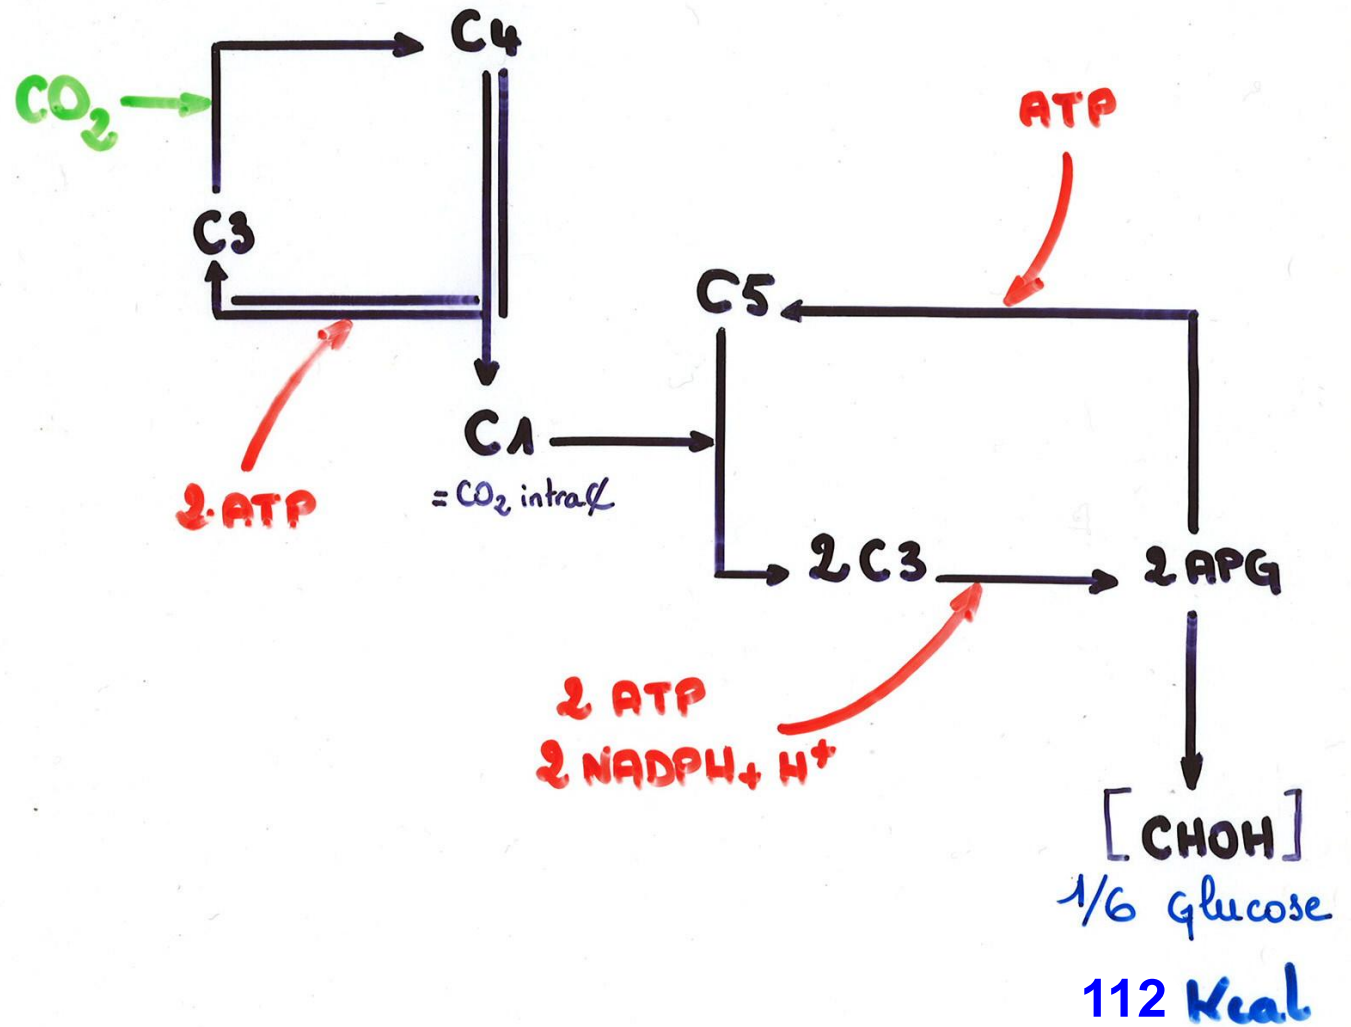 C4
CO2
ATP
C3
C5
C1
= CO2 intra¢
2 ATP
2 C3
2 APG
2 ATP
2 NADPH + H+
[CHOH]
1/6 Glucose
112 Kcal